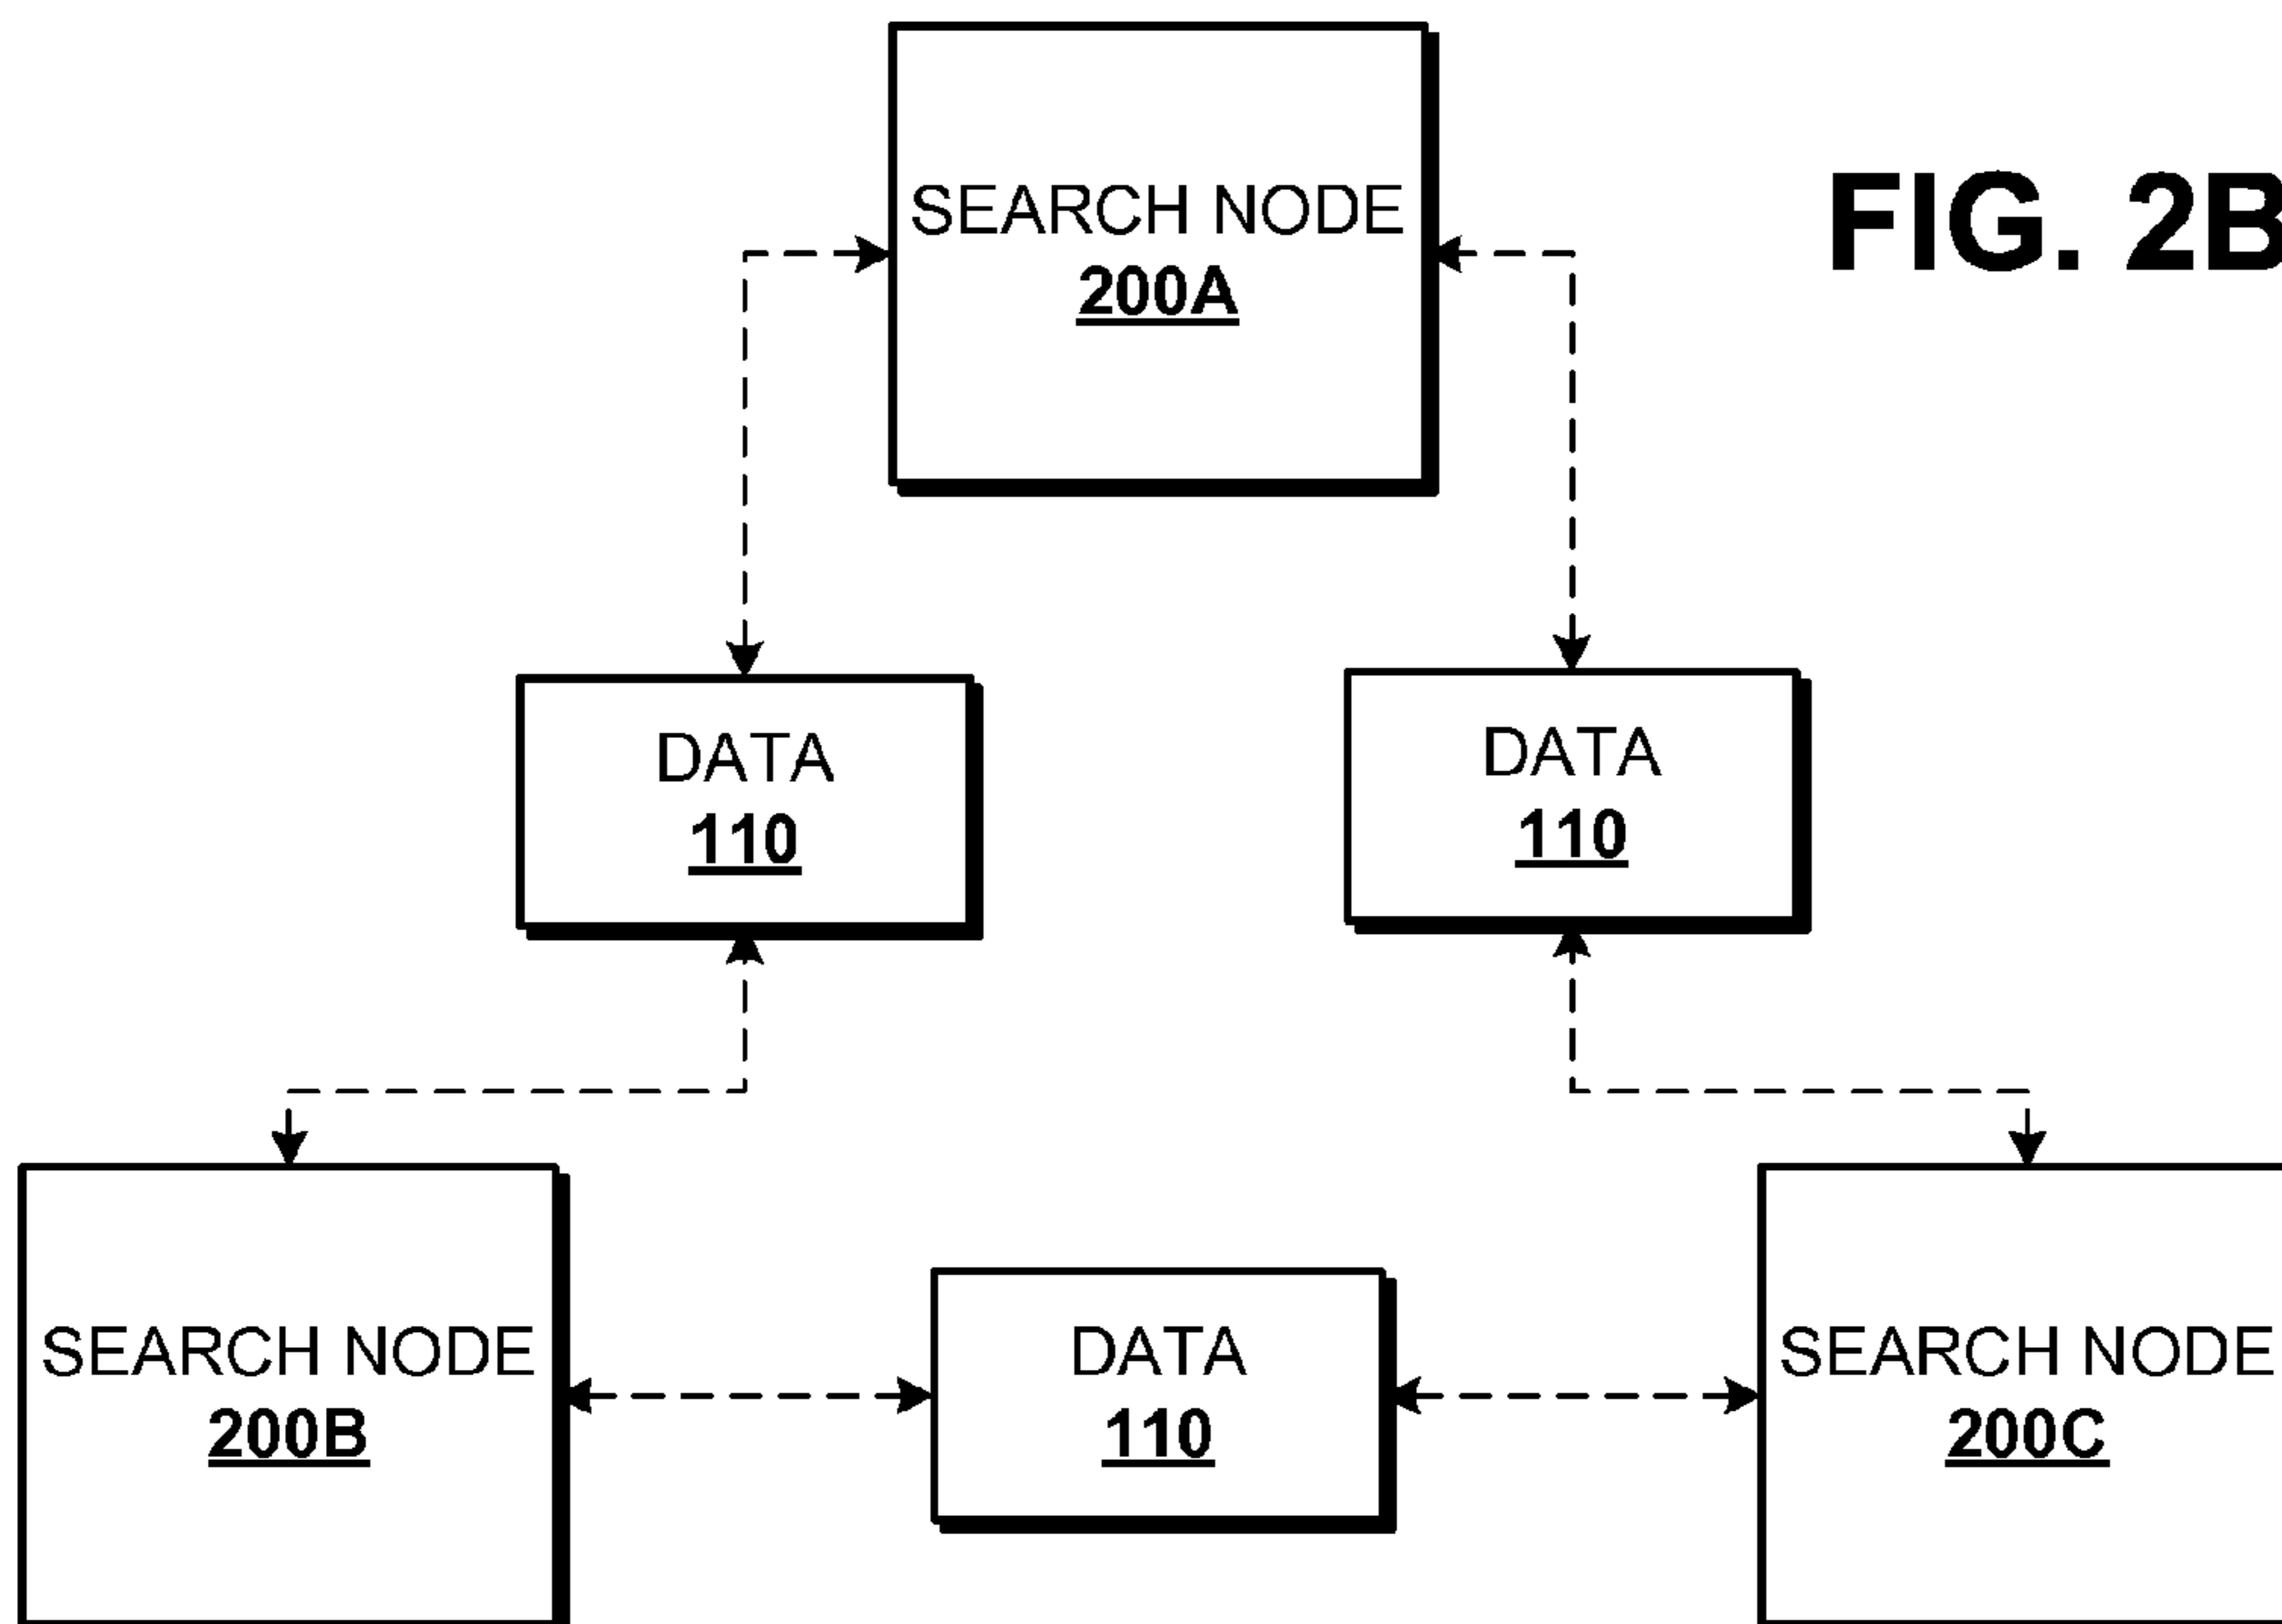 SEARCH NODE
200A
FIG. 2B
DATA
110
DATA
110
SEARCH NODE
200B
DATA
110
SEARCH NODE
200C